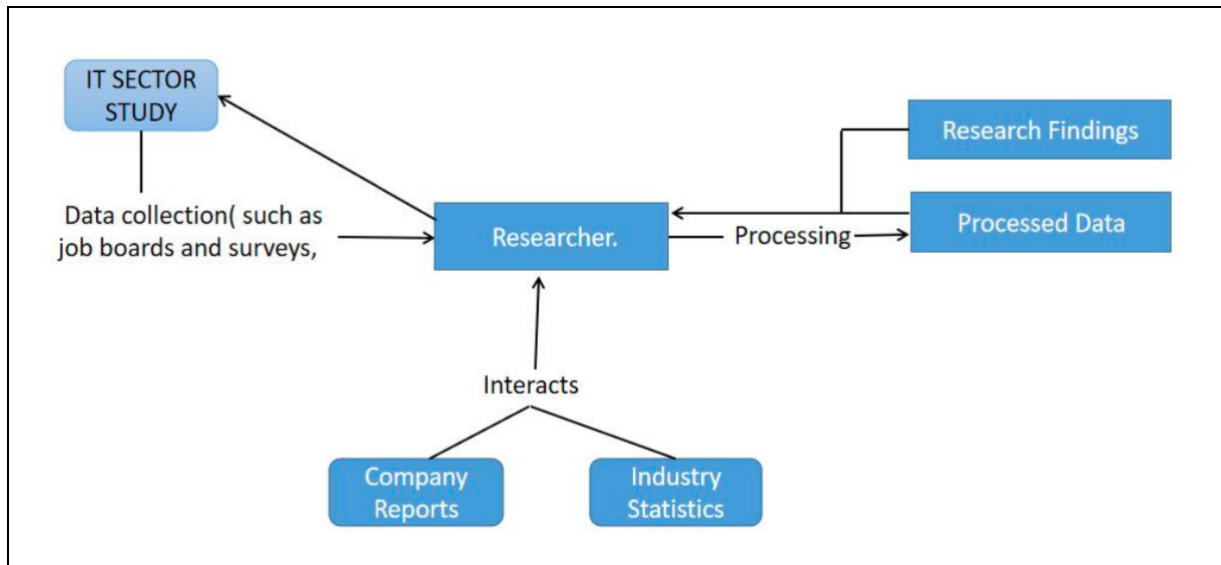 IT SECTOR
STUDY
Research Findings
Data collection( such as
job boards and surveys,
Researcher.
Processing
Processed Data
Interacts
Company
Reports
Industry
Statistics